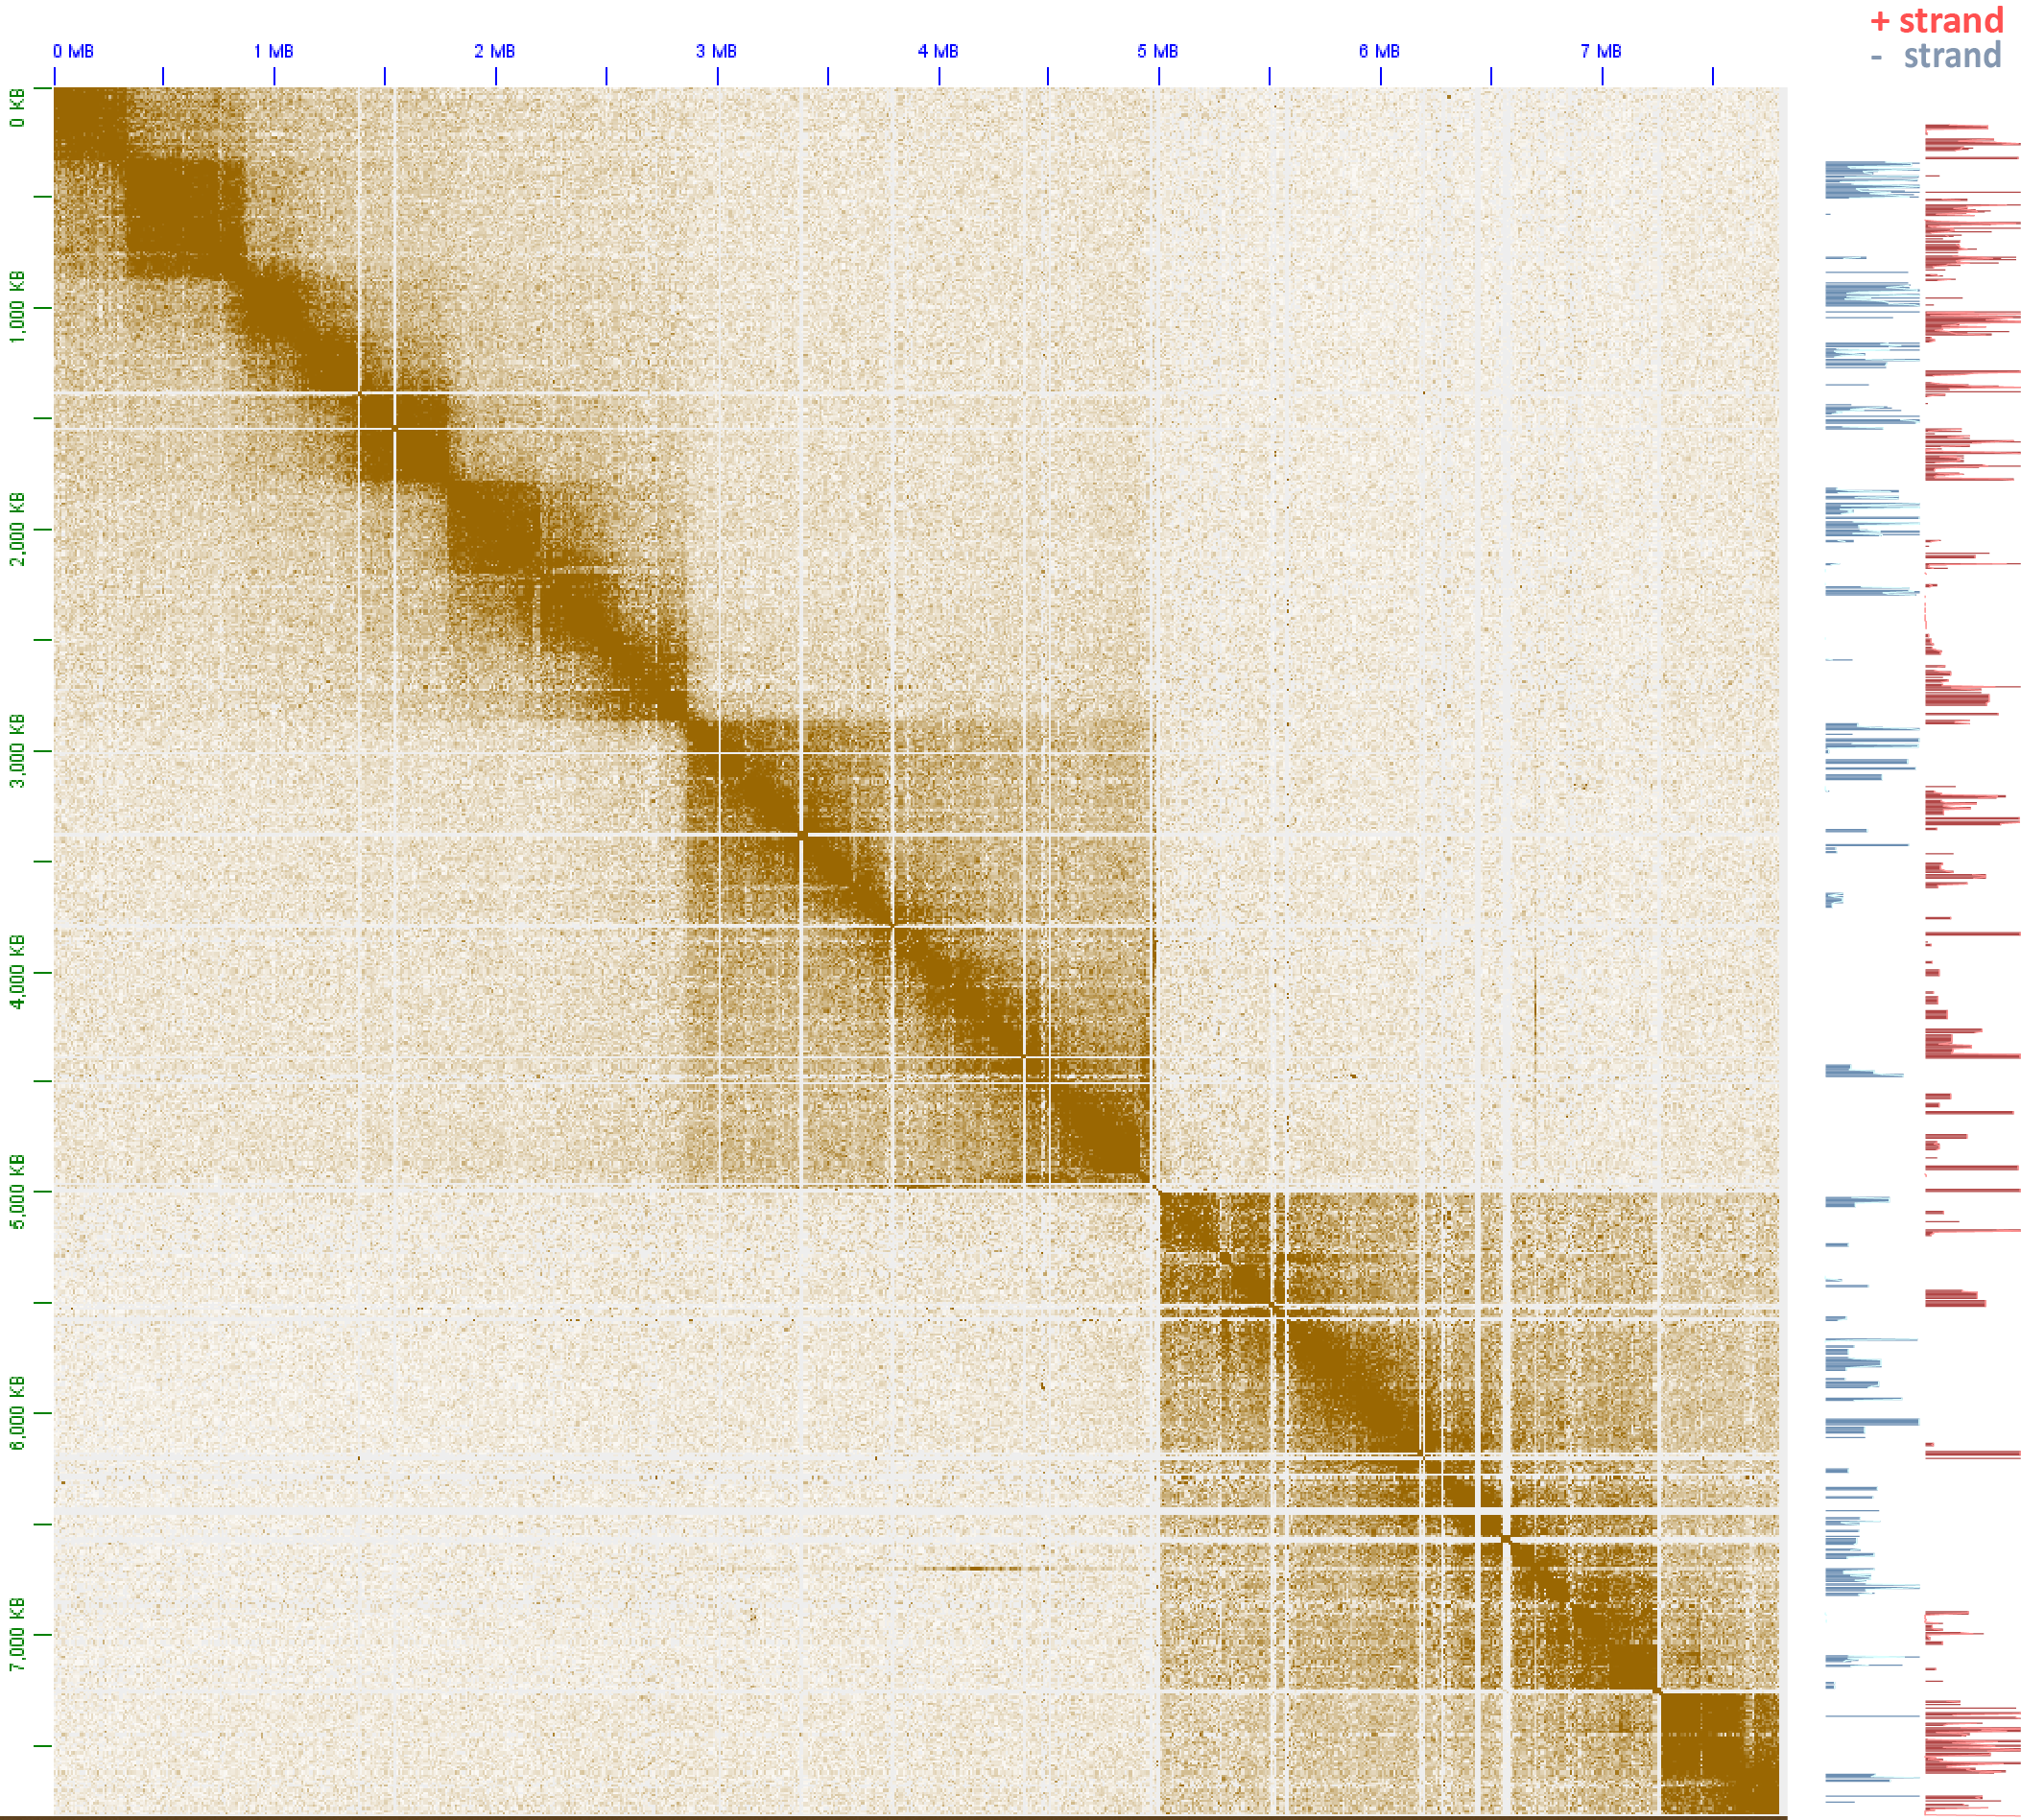 + strand
- strand
0 MB 1 MB 2 MB 3 MB 4 MB 5 MB 6 MB 7 MB
0 KB
1,000 KB
2,000 KB
3,000 KB
4,000 KB
5,000 KB
6,000 KB
7,000 KB